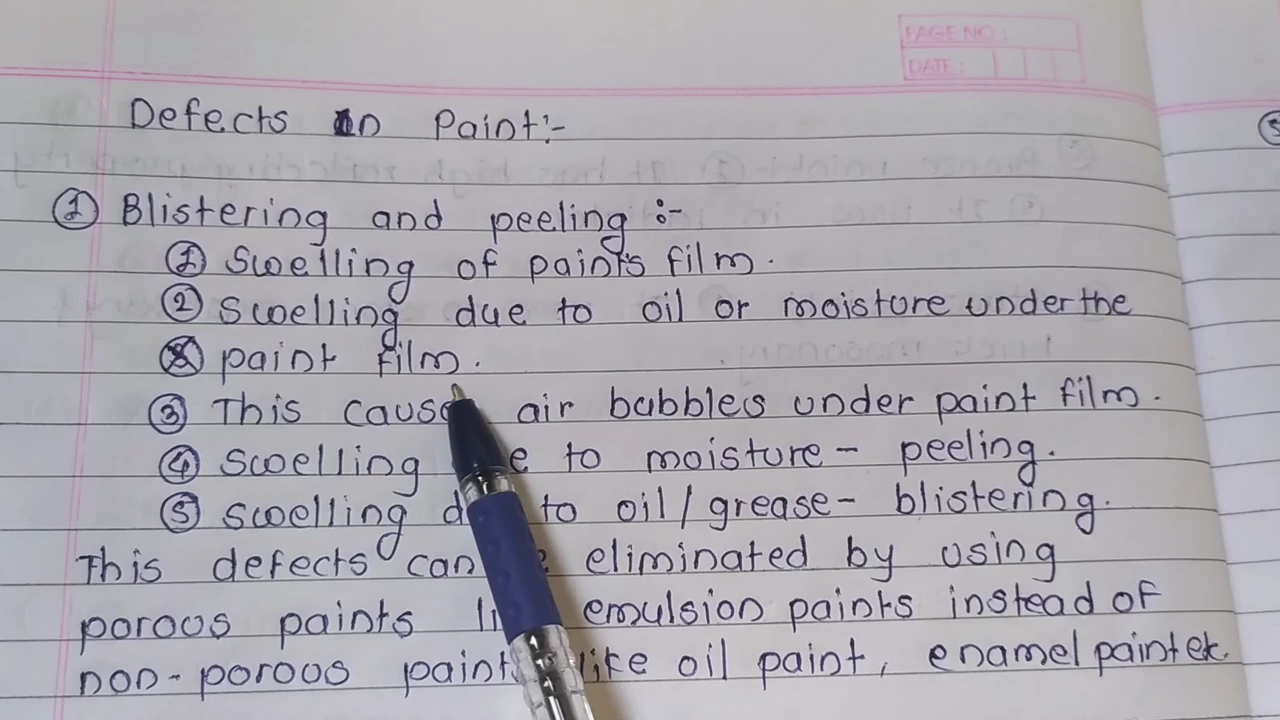 PAGE NO :
DATE :
Defects in Paint:-
① Blistering and peeling :-
① Swelling of paints film.
② Swelling due to oil or moisture under the
paint film.
③ This cause air bubbles under paint film.
④ Swelling to moisture - peeling.
⑤ Swelling to oil/grease - blistering.
This defects can eliminated by using
porous paints emulsion paints instead of
non-porous paints like oil paint, enamel paint etc.